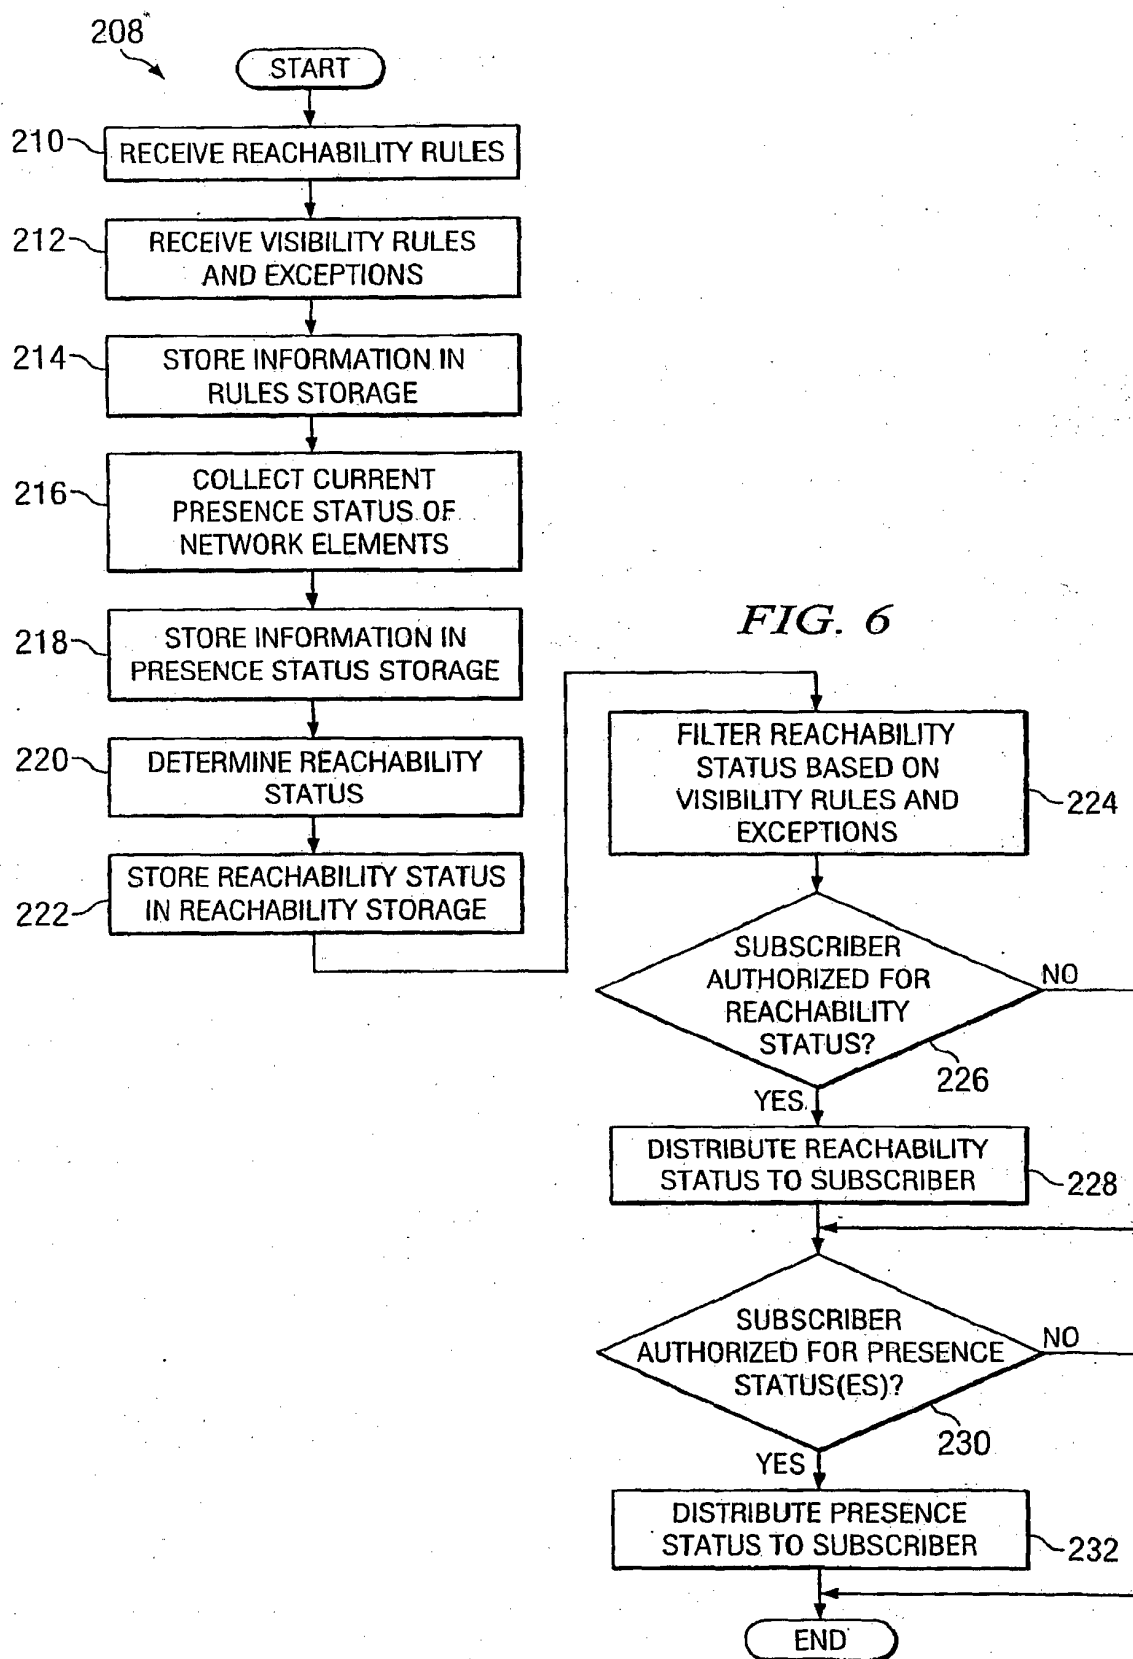 208
START
210
RECEIVE REACHABILITY RULES
212
RECEIVE VISIBILITY RULES
AND EXCEPTIONS
214
STORE INFORMATION IN
RULES STORAGE
216
COLLECT CURRENT
PRESENCE STATUS OF
NETWORK ELEMENTS
218
STORE INFORMATION IN
PRESENCE STATUS STORAGE
220
DETERMINE REACHABILITY
STATUS
222
STORE REACHABILITY STATUS
IN REACHABILITY STORAGE
FIG. 6
FILTER REACHABILITY
STATUS BASED ON
VISIBILITY RULES AND
EXCEPTIONS
224
SUBSCRIBER
AUTHORIZED FOR
REACHABILITY
STATUS?
NO
226
YES
DISTRIBUTE REACHABILITY
STATUS TO SUBSCRIBER
228
SUBSCRIBER
AUTHORIZED FOR PRESENCE
STATUS(ES)?
NO
230
YES
DISTRIBUTE PRESENCE
STATUS TO SUBSCRIBER
232
END